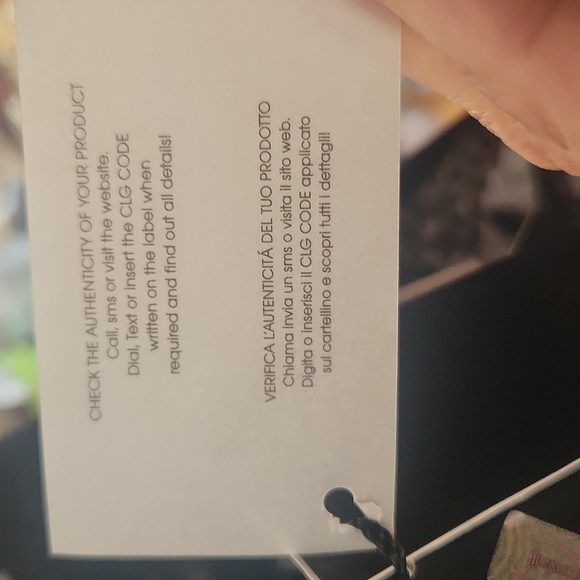 CHECK THE AUTHENTICITY OF YOUR PRODUCT
Call, sms or visit the website.
Dial, Text or insert the CLG CODE
written on the label when
required and find out all details!
VERIFICA L'AUTENTICITÁ DEL TUO PRODOTTO
Chiama invia un sms o visita il sito web.
Digita o inserisci il CLG CODE applicato
sul cartellino e scopri tutti i dettagli!